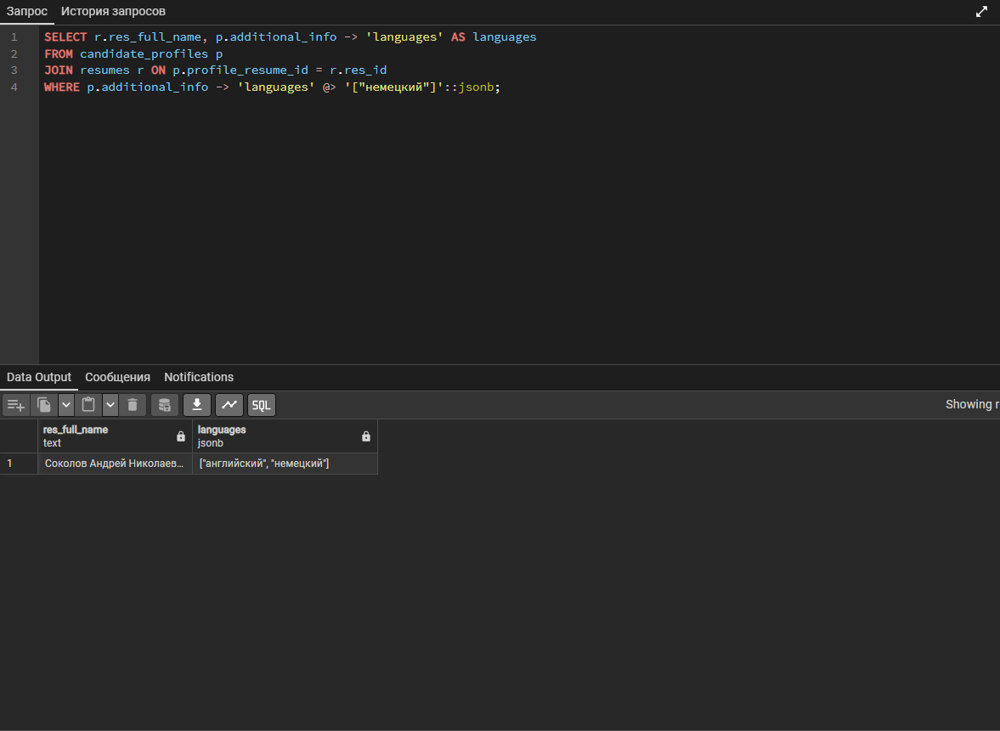 Запрос История запросов
1 SELECT r.res_full_name, p.additional_info -> 'languages' AS languages
2 FROM candidate_profiles p
3 JOIN resumes r ON p.profile_resume_id = r.res_id
4 WHERE p.additional_info -> 'languages' @> '["немецкий"]'::jsonb;
Data Output Сообщения Notifications
SQL Showing r
res_full_name languages
text jsonb
1 Соколов Андрей Николаев… ["английский", "немецкий"]